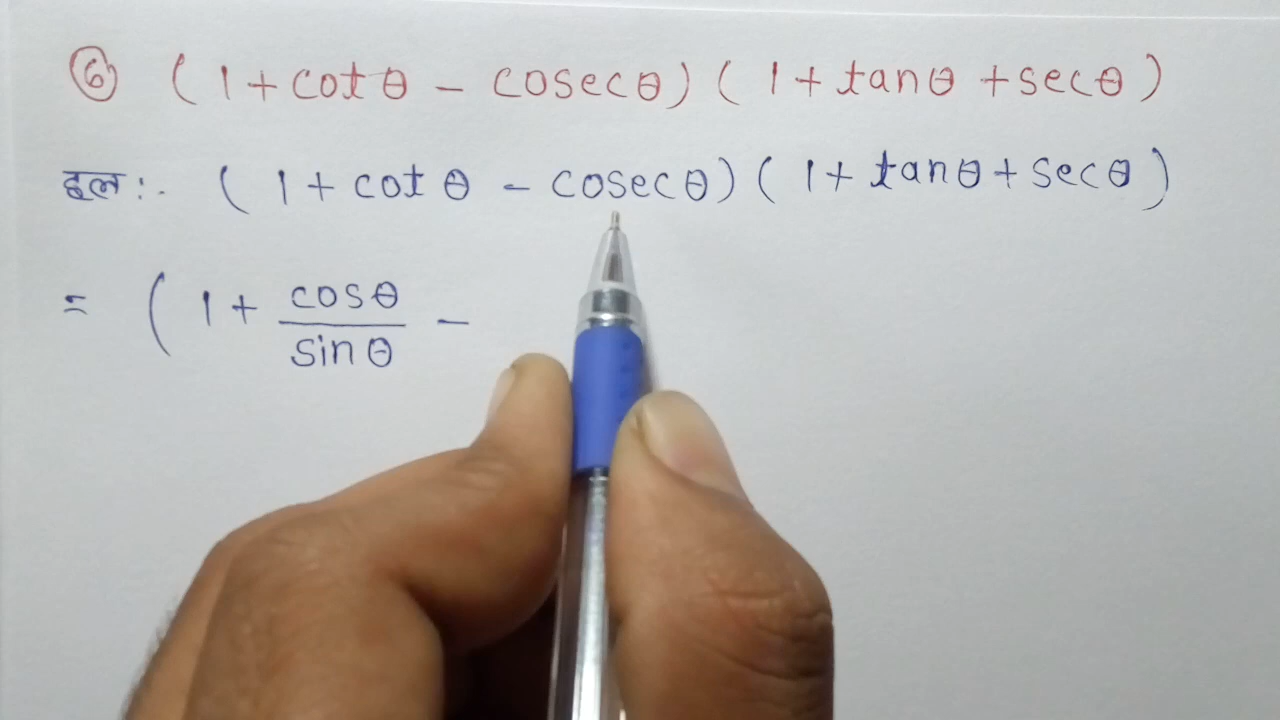 ⑥ (1+cotθ - cosecθ)(1+tanθ+secθ)
हल:- (1+cotθ - cosecθ)(1+tanθ+secθ)
= (1+ cosθ/sinθ -